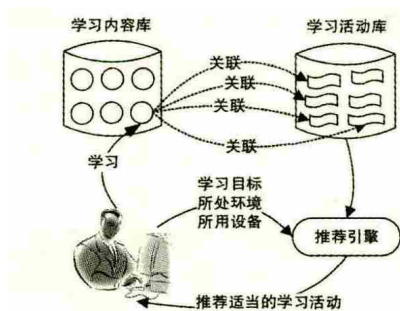 学习内容库
学习活动库
关联
关联
关联
关联
学习
学习目标
所处环境
所用设备
推荐引擎
推荐适当的学习活动